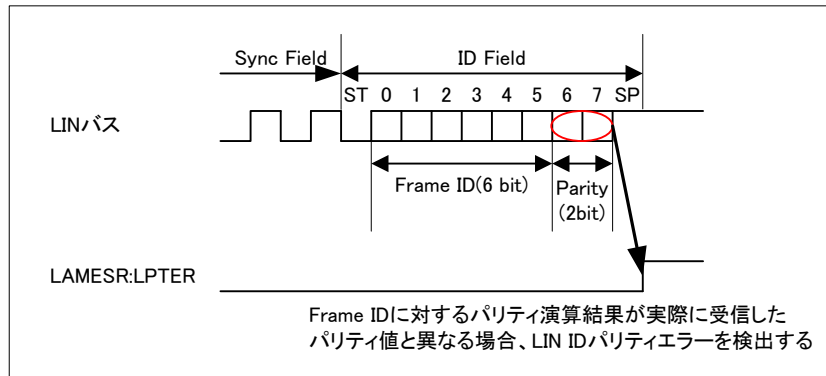 Sync Field
ID Field
ST 0 1 2 3 4 5 6 7 SP
LINバス
Frame ID(6 bit)
Parity
(2bit)
LAMESR:LPTER
Frame IDに対するパリティ演算結果が実際に受信した
パリティ値と異なる場合、LIN IDパリティエラーを検出する